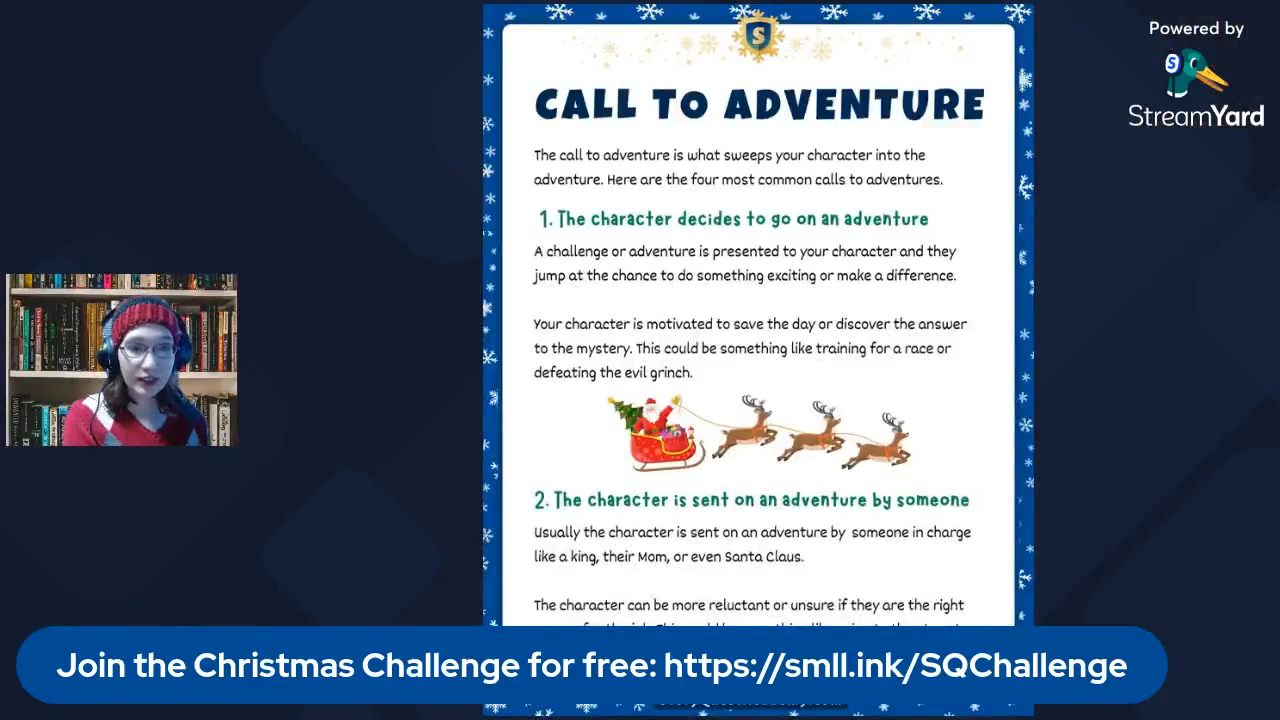 Powered by
StreamYard
S
CALL TO ADVENTURE
The call to adventure is what sweeps your character into the
adventure. Here are the four most common calls to adventures.
1. The character decides to go on an adventure
A challenge or adventure is presented to your character and they
jump at the chance to do something exciting or make a difference.
Your character is motivated to save the day or discover the answer
to the mystery. This could be something like training for a race or
defeating the evil grinch.
2. The character is sent on an adventure by someone
Usually the character is sent on an adventure by someone in charge
like a king, their Mom, or even Santa Claus.
The character can be more reluctant or unsure if they are the right
Join the Christmas Challenge for free: https://smll.ink/SQChallenge